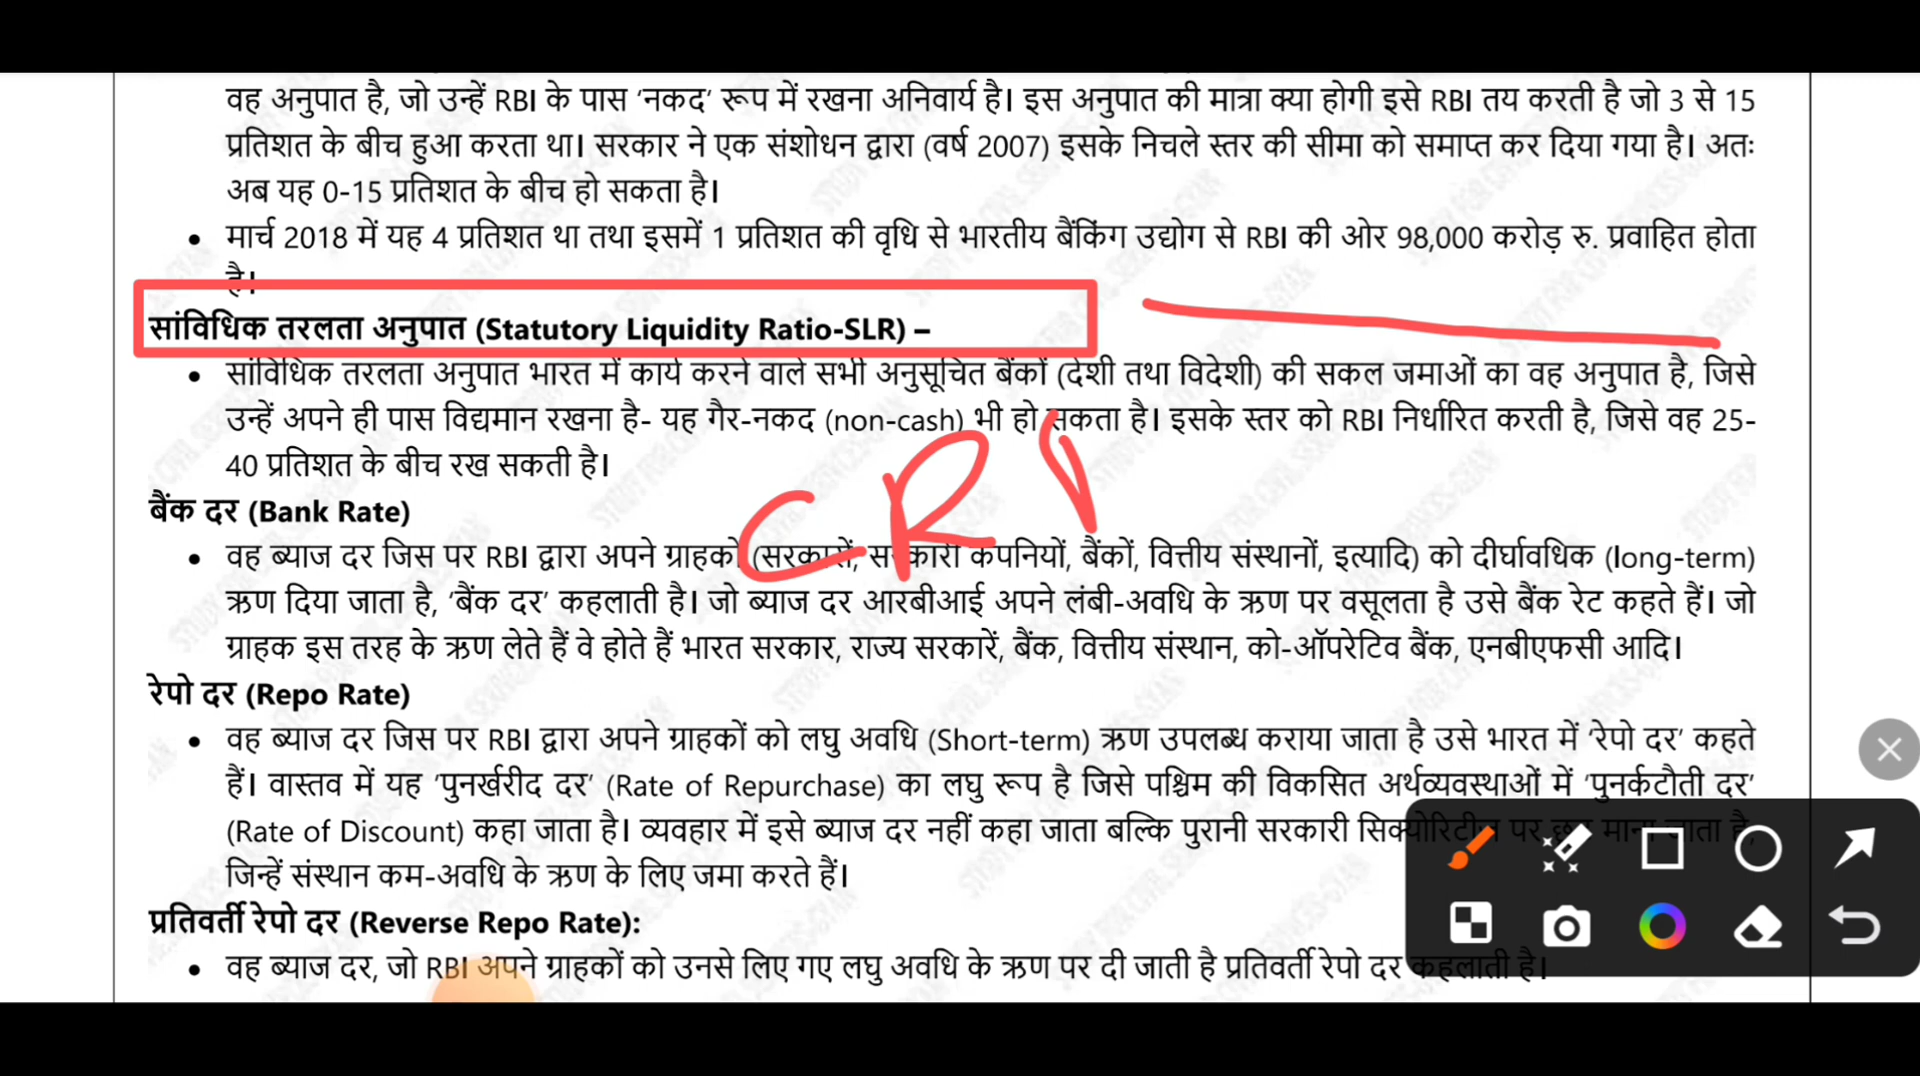 वह अनुपात है, जो उन्हें RBI के पास ‘नकद’ रूप में रखना अनिवार्य है। इस अनुपात की मात्रा क्या होगी इसे RBI तय करती है जो 3 से 15
प्रतिशत के बीच हुआ करता था। सरकार ने एक संशोधन द्वारा (वर्ष 2007) इसके निचले स्तर की सीमा को समाप्त कर दिया गया है। अतः
अब यह 0-15 प्रतिशत के बीच हो सकता है।
• मार्च 2018 में यह 4 प्रतिशत था तथा इसमें 1 प्रतिशत की वृधि से भारतीय बैंकिंग उद्योग से RBI की ओर 98,000 करोड़ रु. प्रवाहित होता
है।
सांविधिक तरलता अनुपात (Statutory Liquidity Ratio-SLR) –
• सांविधिक तरलता अनुपात भारत में कार्य करने वाले सभी अनुसूचित बैंकों (देशी तथा विदेशी) की सकल जमाओं का वह अनुपात है, जिसे
उन्हें अपने ही पास विद्यमान रखना है- यह गैर-नकद (non-cash) भी हो सकता है। इसके स्तर को RBI निर्धारित करती है, जिसे वह 25-
40 प्रतिशत के बीच रख सकती है।
CR
बैंक दर (Bank Rate)
• वह ब्याज दर जिस पर RBI द्वारा अपने ग्राहकों (सरकारों, सरकारी कंपनियों, बैंकों, वित्तीय संस्थानों, इत्यादि) को दीर्घावधिक (long-term)
ऋण दिया जाता है, ‘बैंक दर’ कहलाती है। जो ब्याज दर आरबीआई अपने लंबी-अवधि के ऋण पर वसूलता है उसे बैंक रेट कहते हैं। जो
ग्राहक इस तरह के ऋण लेते हैं वे होते हैं भारत सरकार, राज्य सरकारें, बैंक, वित्तीय संस्थान, को-ऑपरेटिव बैंक, एनबीएफसी आदि।
रेपो दर (Repo Rate)
• वह ब्याज दर जिस पर RBI द्वारा अपने ग्राहकों को लघु अवधि (Short-term) ऋण उपलब्ध कराया जाता है उसे भारत में ‘रेपो दर’ कहते
हैं। वास्तव में यह ‘पुनर्खरीद दर’ (Rate of Repurchase) का लघु रूप है जिसे पश्चिम की विकसित अर्थव्यवस्थाओं में ‘पुनर्कटौती दर’
(Rate of Discount) कहा जाता है। व्यवहार में इसे ब्याज दर नहीं कहा जाता बल्कि पुरानी सरकारी सिक्योरिटीज पर छूट माना जाता है,
जिन्हें संस्थान कम-अवधि के ऋण के लिए जमा करते हैं।
प्रतिवर्ती रेपो दर (Reverse Repo Rate):
• वह ब्याज दर, जो RBI अपने ग्राहकों को उनसे लिए गए लघु अवधि के ऋण पर दी जाती है प्रतिवर्ती रेपो दर कहलाती है।